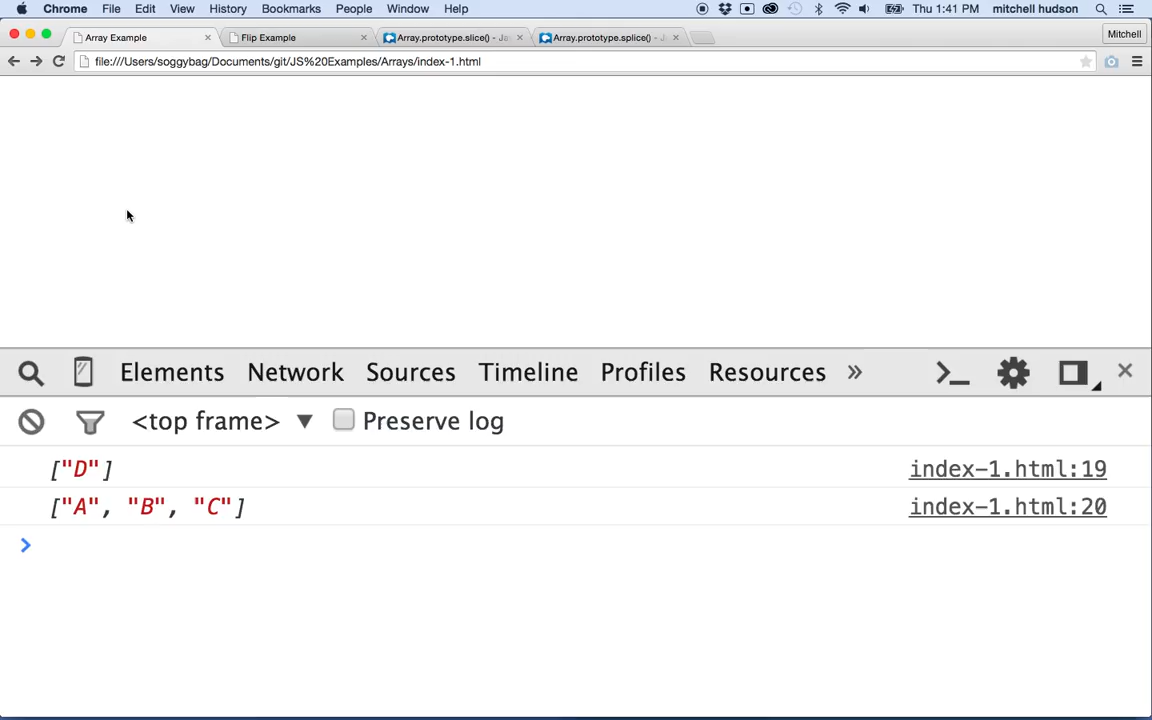 Chrome File Edit View History Bookmarks People Window Help Thu 1:41 PM mitchell hudson
Array Example Flip Example Array.prototype.slice() - Ja Array.prototype.splice() - J Mitchell
file:///Users/soggybag/Documents/git/JS%20Examples/Arrays/index-1.html
Elements Network Sources Timeline Profiles Resources »
<top frame> ▼ Preserve log
["D"] index-1.html:19
["A", "B", "C"] index-1.html:20